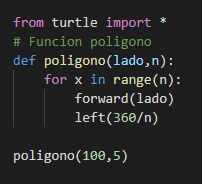 from turtle import *
# Funcion poligono
def poligono(lado,n):
    for x in range(n):
        forward(lado)
        left(360/n)

poligono(100,5)